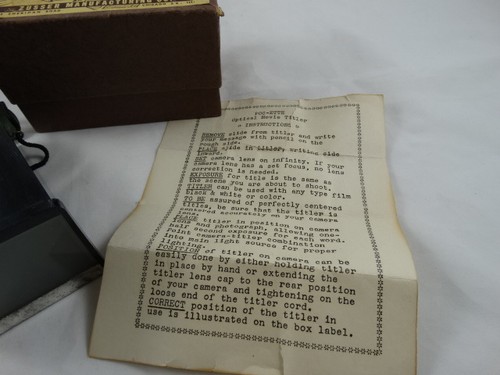 FURSER MANUFACTURING CO
POC-ETTE
Optical Movie Titler
INSTRUCTIONS
REMOVE slide from titler and write
your message with pencil on the
rough side.
PLACE slide in titler, writing side
inward.
SET camera lens on infinity. If your
camera lens has a set focus, no lens
correction is needed.
EXPOSURE for title is the same as
the scene you are about to shoot.
TITLER can be used with any type film
black & white or color.
TO BE assured of perfectly centered
titles, be sure that the titler is
centered accurately on your camera
lens.
PLACE titler in position on camera
and photograph, allowing one-
half second exposure for each word.
Point camera-titler combination
into main light source for proper
lighting.
POSITION of titler on camera can be
easily done by either holding titler
in place by hand or extending the
titler lens cap to the rear position
of your camera and tightening on the
loose end of the titler cord.
CORRECT position of the titler in
use is illustrated on the box label.